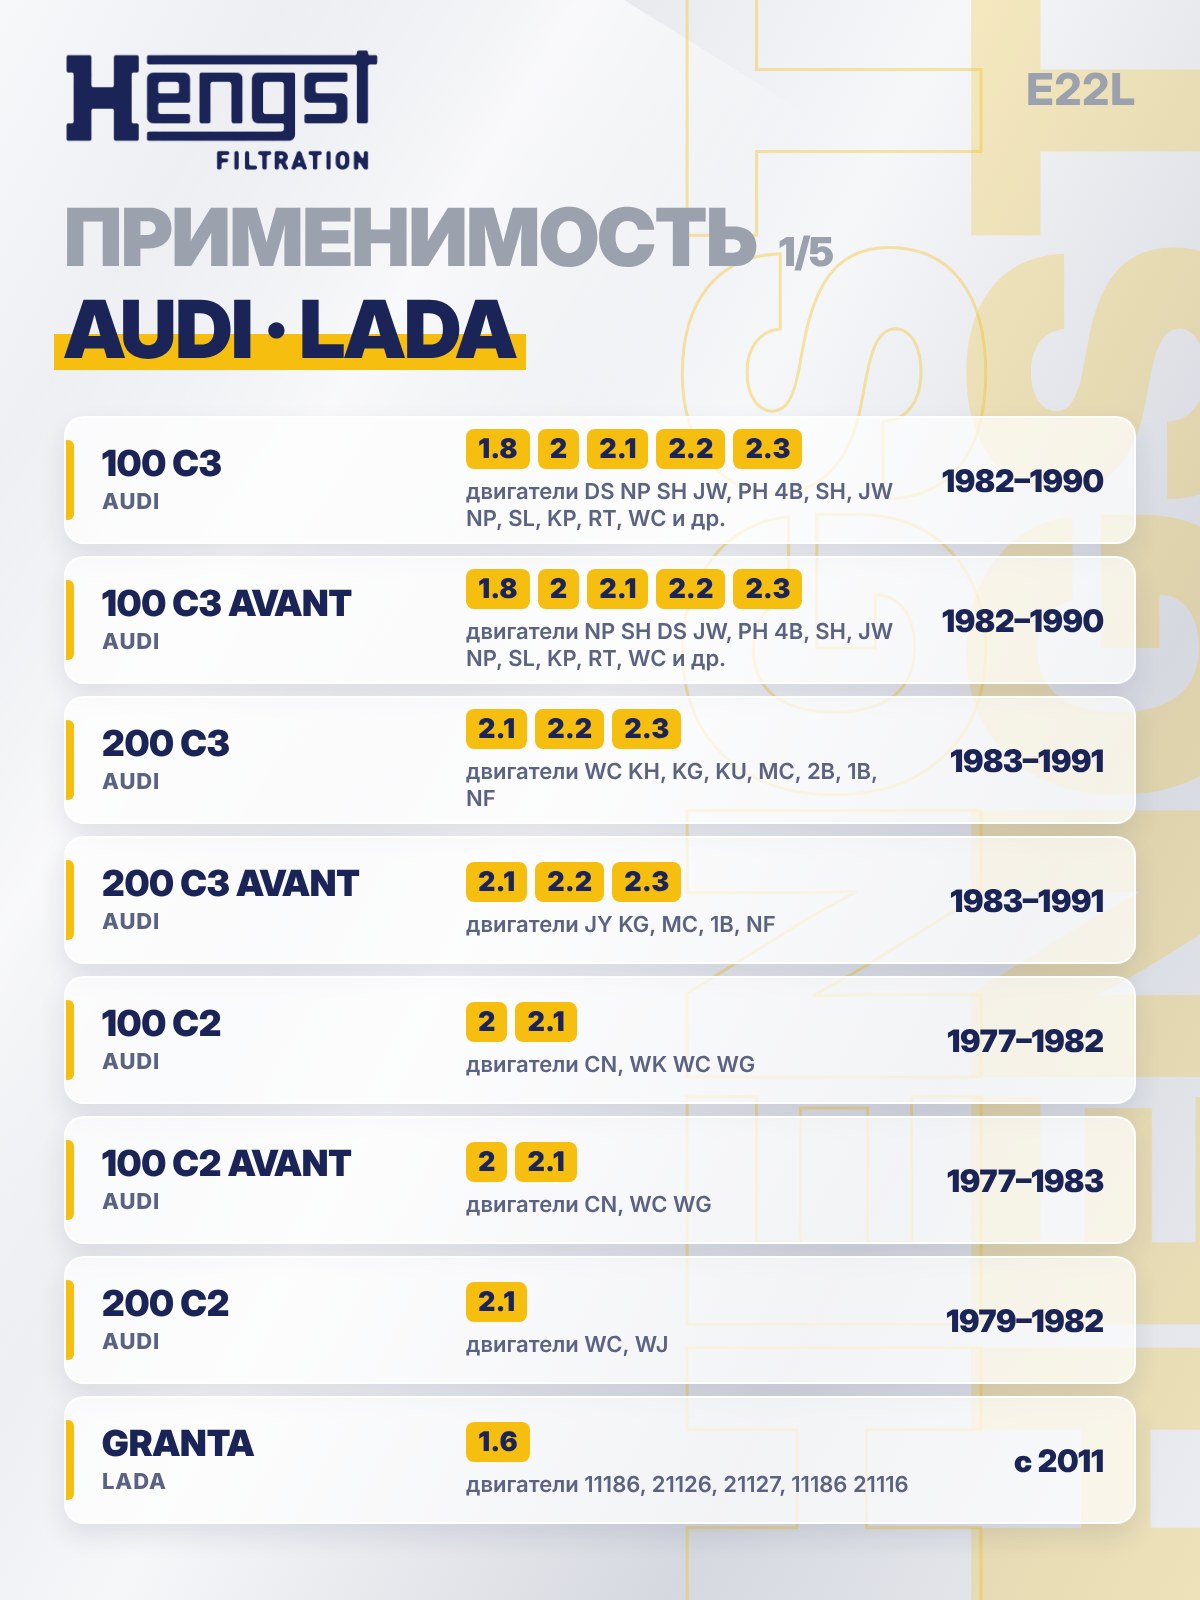 Hengst
FILTRATION
E22L
ПРИМЕНИМОСТЬ 1/5
AUDI · LADA
100 C3
AUDI
1.8 2 2.1 2.2 2.3
двигатели DS NP SH JW, PH 4B, SH, JW
NP, SL, KP, RT, WC и др.
1982–1990
100 C3 AVANT
AUDI
1.8 2 2.1 2.2 2.3
двигатели NP SH DS JW, PH 4B, SH, JW
NP, SL, KP, RT, WC и др.
1982–1990
200 C3
AUDI
2.1 2.2 2.3
двигатели WC KH, KG, KU, MC, 2B, 1B,
NF
1983–1991
200 C3 AVANT
AUDI
2.1 2.2 2.3
двигатели JY KG, MC, 1B, NF
1983–1991
100 C2
AUDI
2 2.1
двигатели CN, WK WC WG
1977–1982
100 C2 AVANT
AUDI
2 2.1
двигатели CN, WC WG
1977–1983
200 C2
AUDI
2.1
двигатели WC, WJ
1979–1982
GRANTA
LADA
1.6
двигатели 11186, 21126, 21127, 11186 21116
с 2011
HENGST
HENGST